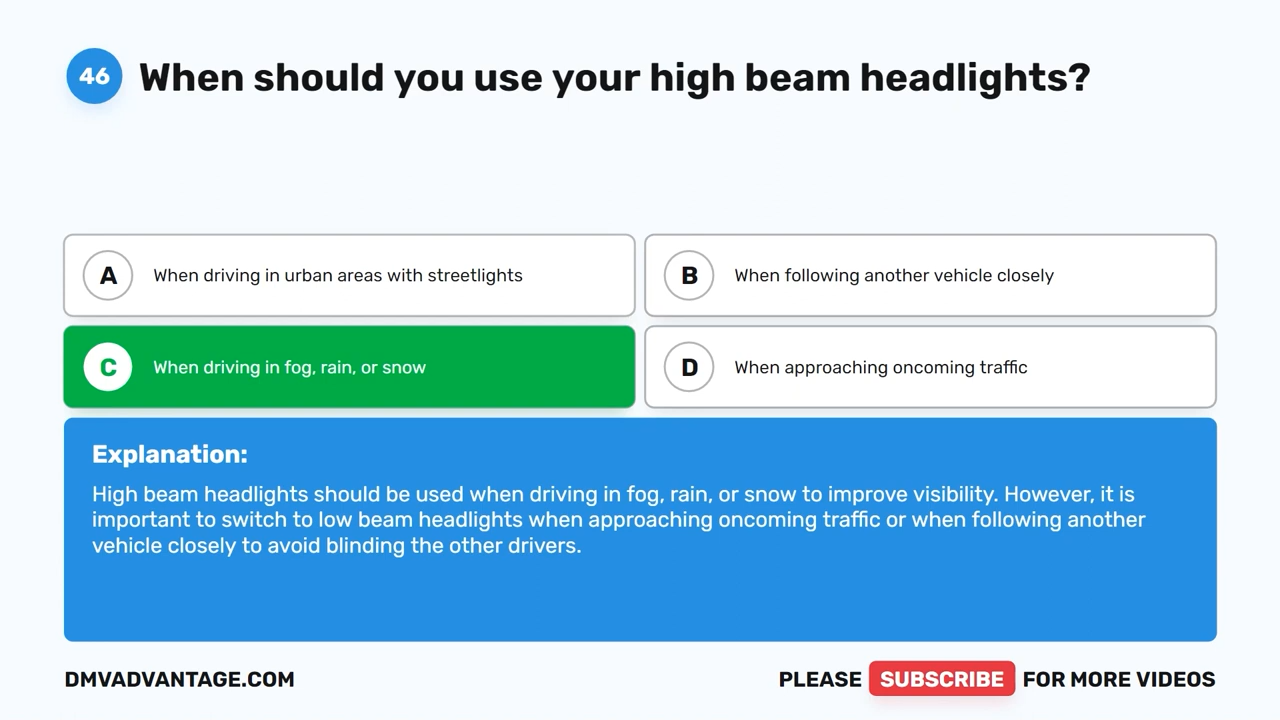 46 When should you use your high beam headlights?
A When driving in urban areas with streetlights
B When following another vehicle closely
C When driving in fog, rain, or snow
D When approaching oncoming traffic
Explanation:
High beam headlights should be used when driving in fog, rain, or snow to improve visibility. However, it is
important to switch to low beam headlights when approaching oncoming traffic or when following another
vehicle closely to avoid blinding the other drivers.
DMVADVANTAGE.COM
PLEASE SUBSCRIBE FOR MORE VIDEOS